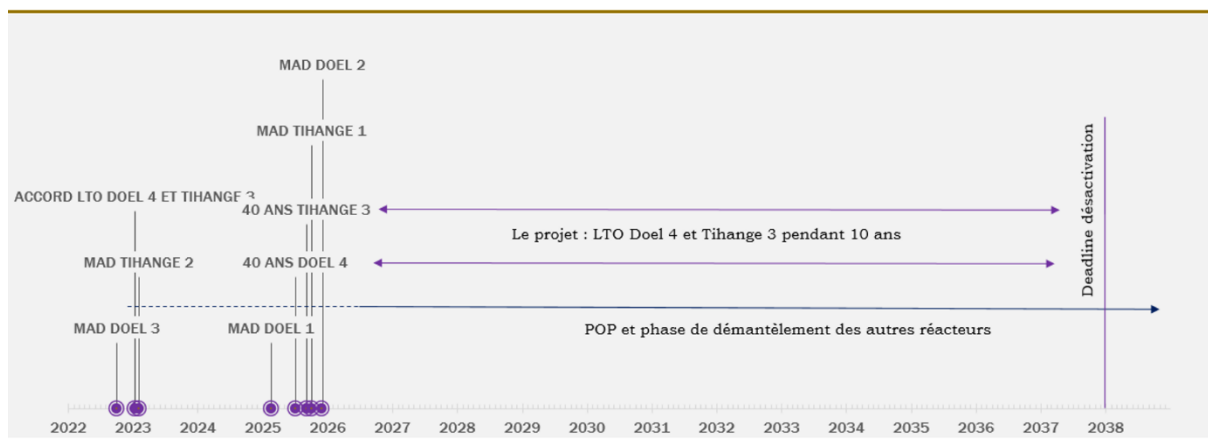 MAD DOEL 2
MAD TIHANGE 1
ACCORD LTO DOEL 4 ET TIHANGE 3
40 ANS TIHANGE 3
Le projet : LTO Doel 4 et Tihange 3 pendant 10 ans
MAD TIHANGE 2
40 ANS DOEL 4
Deadline désactivation
MAD DOEL 3
MAD DOEL 1
POP et phase de démantèlement des autres réacteurs
2022 2023 2024 2025 2026 2027 2028 2029 2030 2031 2032 2033 2034 2035 2036 2037 2038